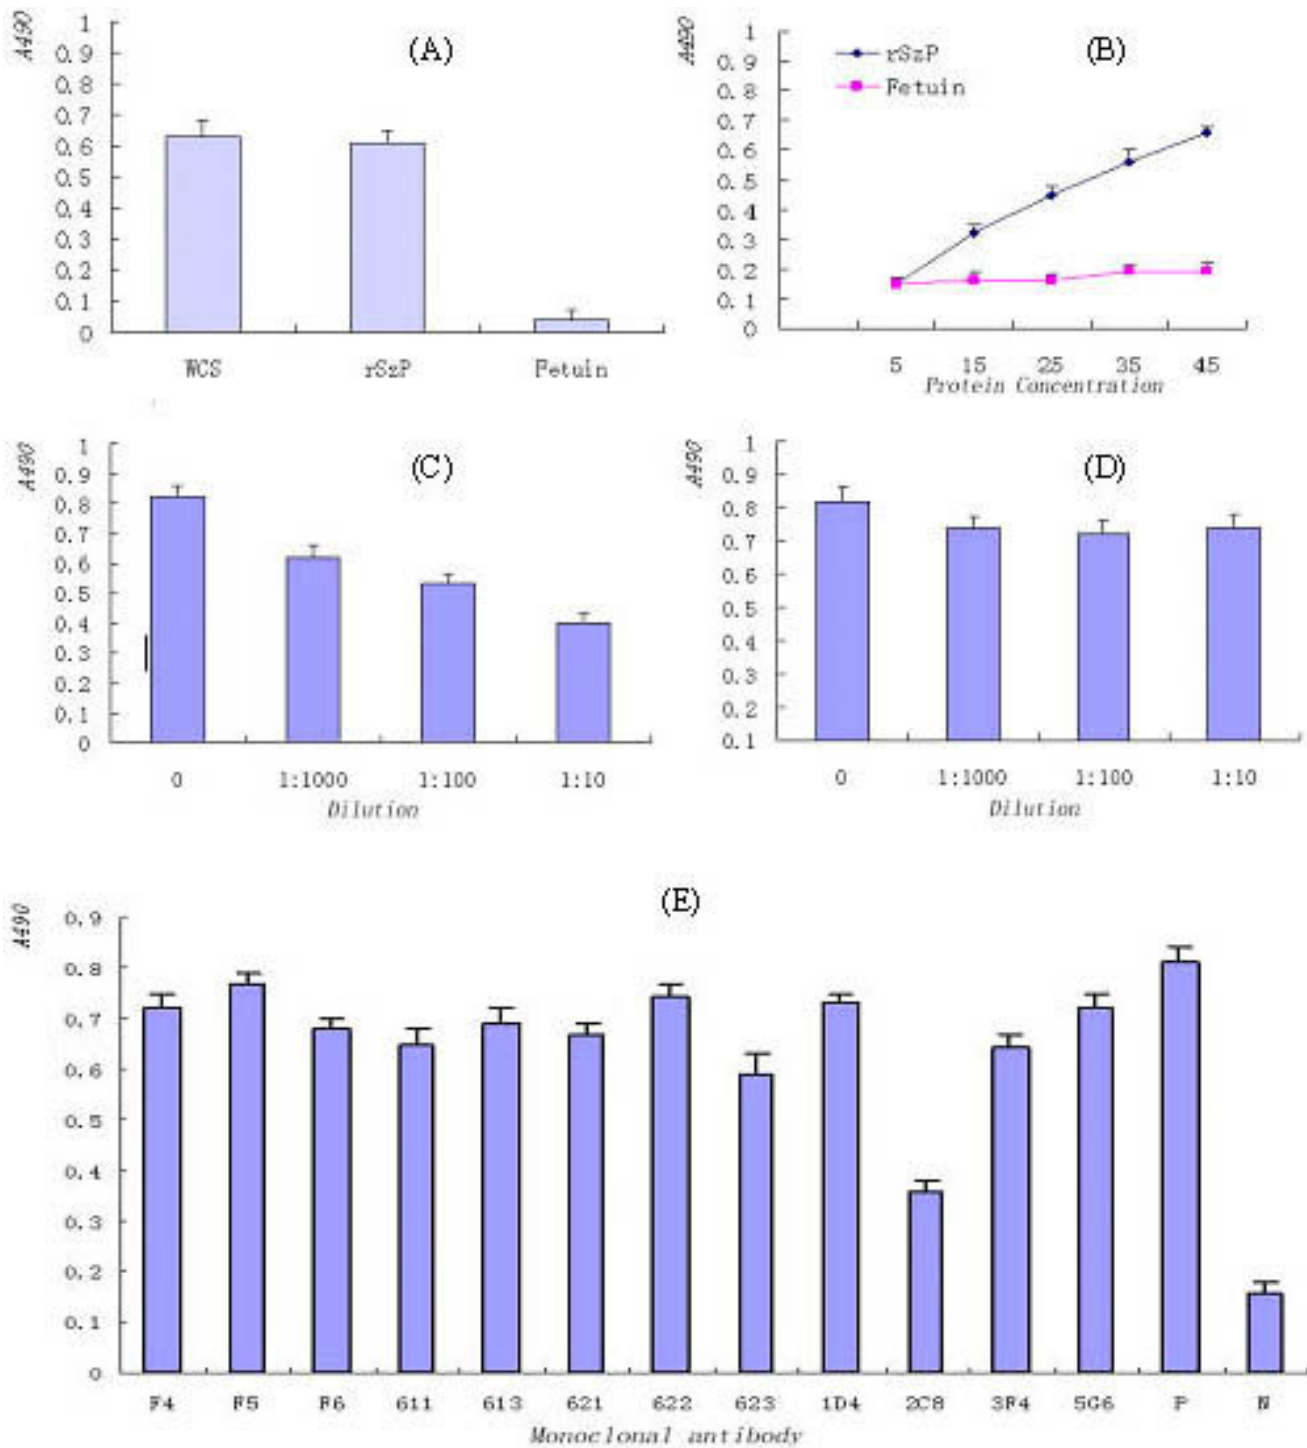 A490
(A)
1
0.9
0.8
0.7
0.6
0.5
0.4
0.3
0.2
0.1
0
WCS rSzP Fetuin
A490
(B)
rSzP
Fetuin
1
0.9
0.8
0.7
0.6
0.5
0.4
0.3
0.2
0.1
0
5 15 25 35 45
Protein Concentration
A490
(C)
1
0.9
0.8
0.7
0.6
0.5
0.4
0.3
0.2
0.1
0
0 1:1000 1:100 1:10
Dilution
A490
(D)
1
0.9
0.8
0.7
0.6
0.5
0.4
0.3
0.2
0.1
0 1:1000 1:100 1:10
Dilution
A490
(E)
0.9
0.8
0.7
0.6
0.5
0.4
0.3
0.2
0.1
0
F4 F5 F6 611 613 621 622 623 1D4 2C8 3F4 5G6 P N
Monoclonal antibody